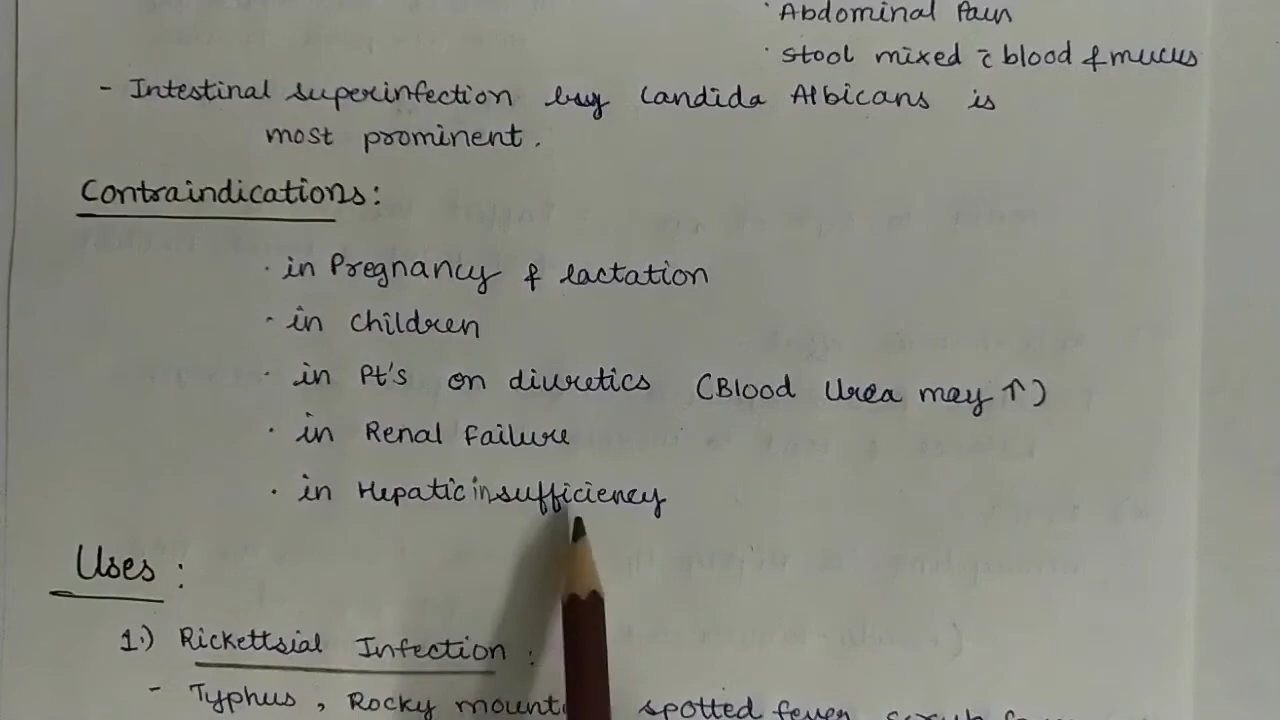 · Abdominal Pain
· Stool mixed c̄ blood & mucus
- Intestinal superinfection by Candida Albicans is
most prominent.
Contraindications:
· in Pregnancy & lactation
· in children
· in Pt's on diuretics (Blood Urea may ↑)
· in Renal failure
· in Hepatic insufficiency
Uses :
1.) Rickettsial Infection :
- Typhus, Rocky spotted fever,